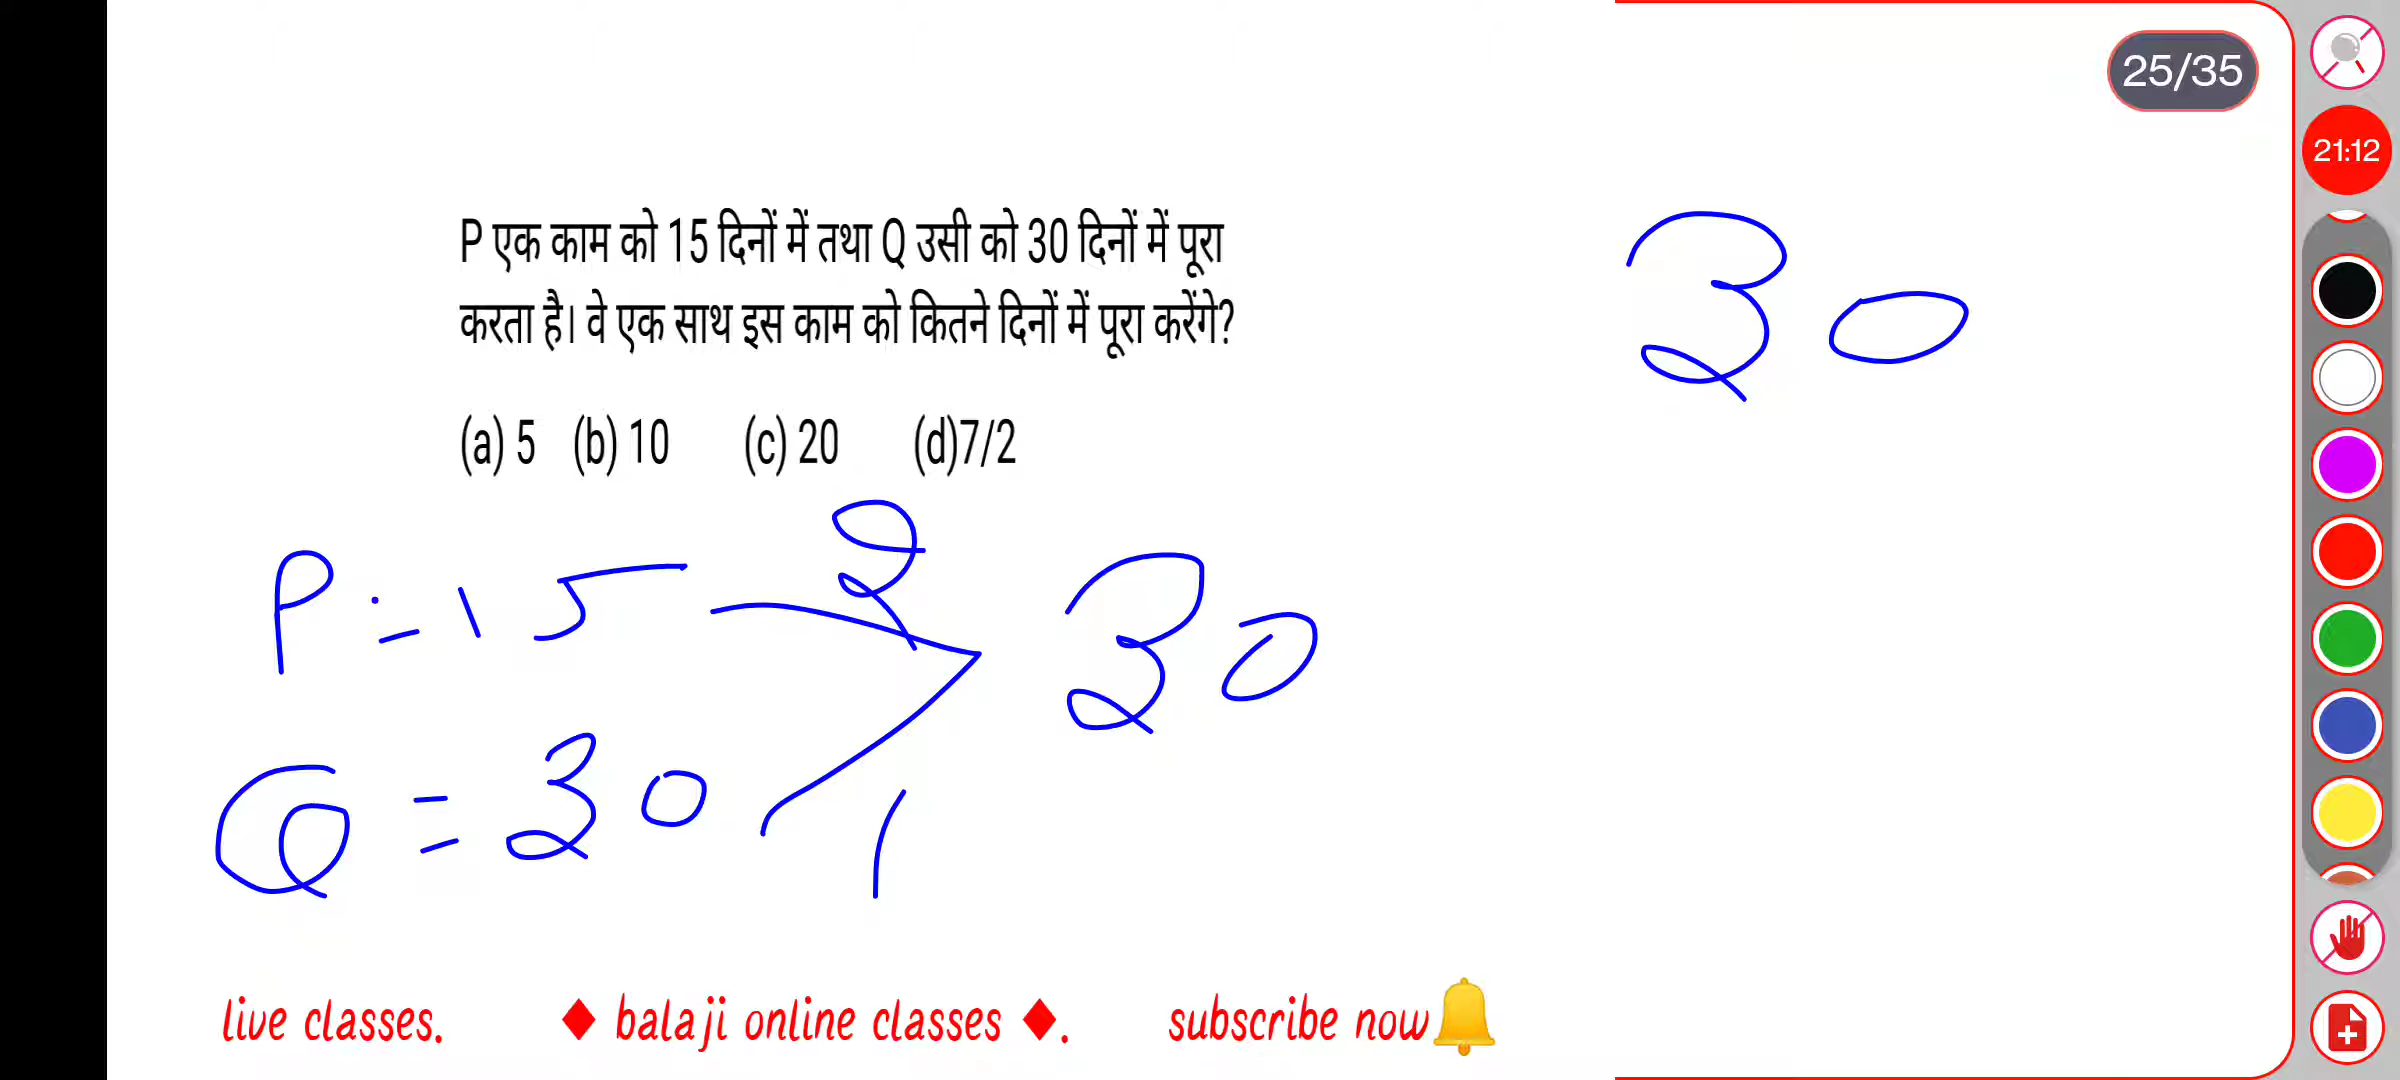 25/35
21:12
P एक काम को 15 दिनों में तथा Q उसी को 30 दिनों में पूरा
करता है। वे एक साथ इस काम को कितने दिनों में पूरा करेंगे?
30
(a) 5 (b) 10 (c) 20 (d)7/2
2
P = 15 30
Q = 30
1
live classes. ♦ balaji online classes ♦. subscribe now🔔